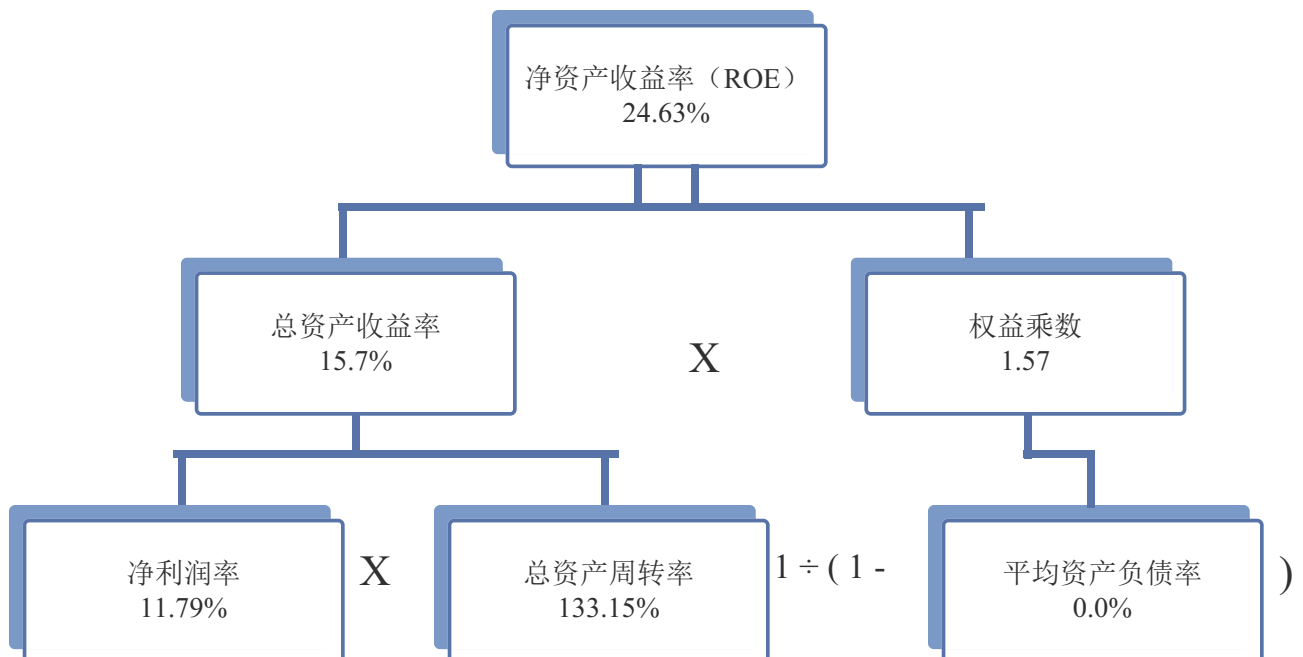 净资产收益率（ROE）
24.63%
总资产收益率
15.7%
X
权益乘数
1.57
净利润率
11.79%
X
总资产周转率
133.15%
1 ÷ ( 1 -
平均资产负债率
0.0%
)